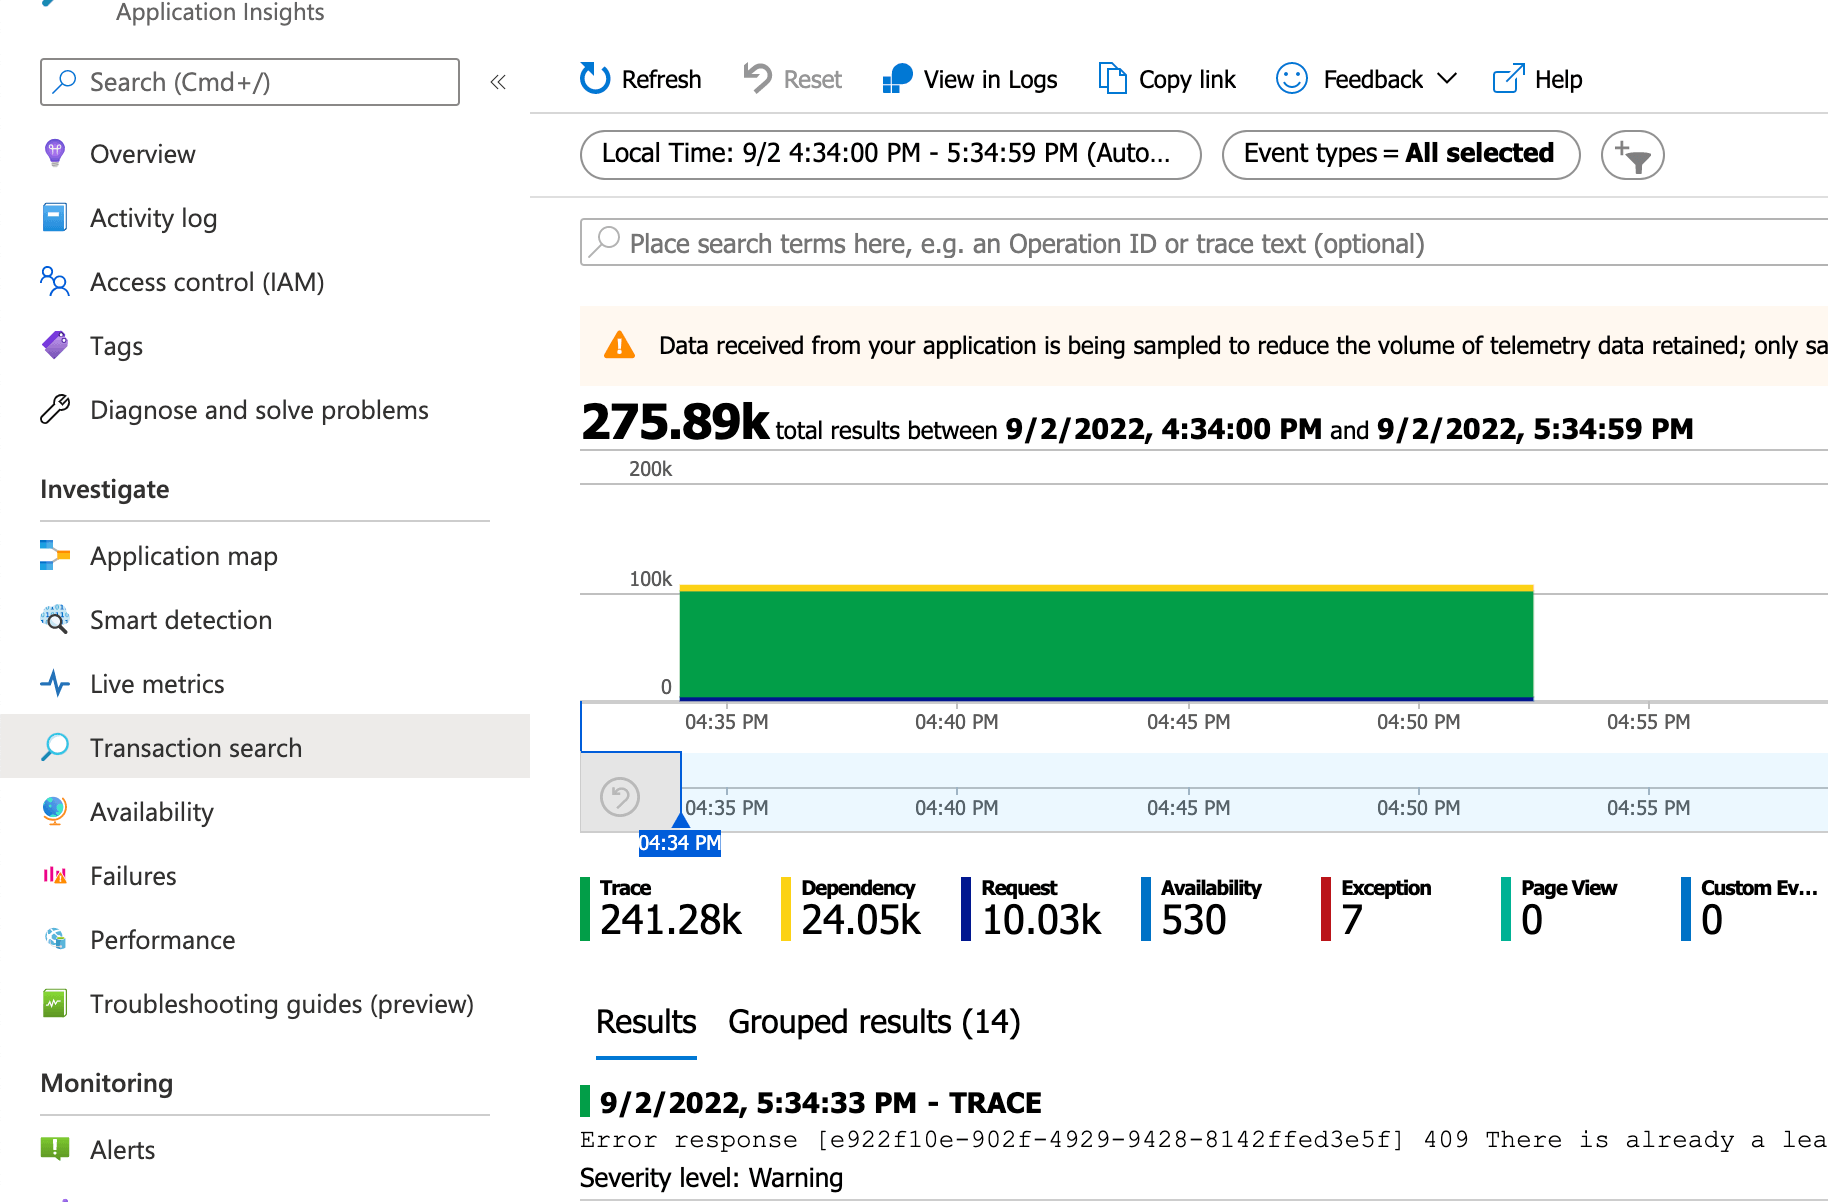 Application Insights
Search (Cmd+/)
«
Overview
Activity log
Access control (IAM)
Tags
Diagnose and solve problems
Investigate
Application map
Smart detection
Live metrics
Transaction search
Availability
Failures
Performance
Troubleshooting guides (preview)
Monitoring
Alerts
Refresh
Reset
View in Logs
Copy link
Feedback
Help
Local Time: 9/2 4:34:00 PM - 5:34:59 PM (Auto...
Event types = All selected
Place search terms here, e.g. an Operation ID or trace text (optional)
Data received from your application is being sampled to reduce the volume of telemetry data retained; only sa
275.89k total results between 9/2/2022, 4:34:00 PM and 9/2/2022, 5:34:59 PM
200k
100k
0
04:35 PM 04:40 PM 04:45 PM 04:50 PM 04:55 PM
04:35 PM 04:40 PM 04:45 PM 04:50 PM 04:55 PM
04:34 PM
Trace
241.28k
Dependency
24.05k
Request
10.03k
Availability
530
Exception
7
Page View
0
Custom Ev...
0
Results Grouped results (14)
9/2/2022, 5:34:33 PM - TRACE
Error response [e922f10e-902f-4929-9428-8142ffed3e5f] 409 There is already a lea
Severity level: Warning